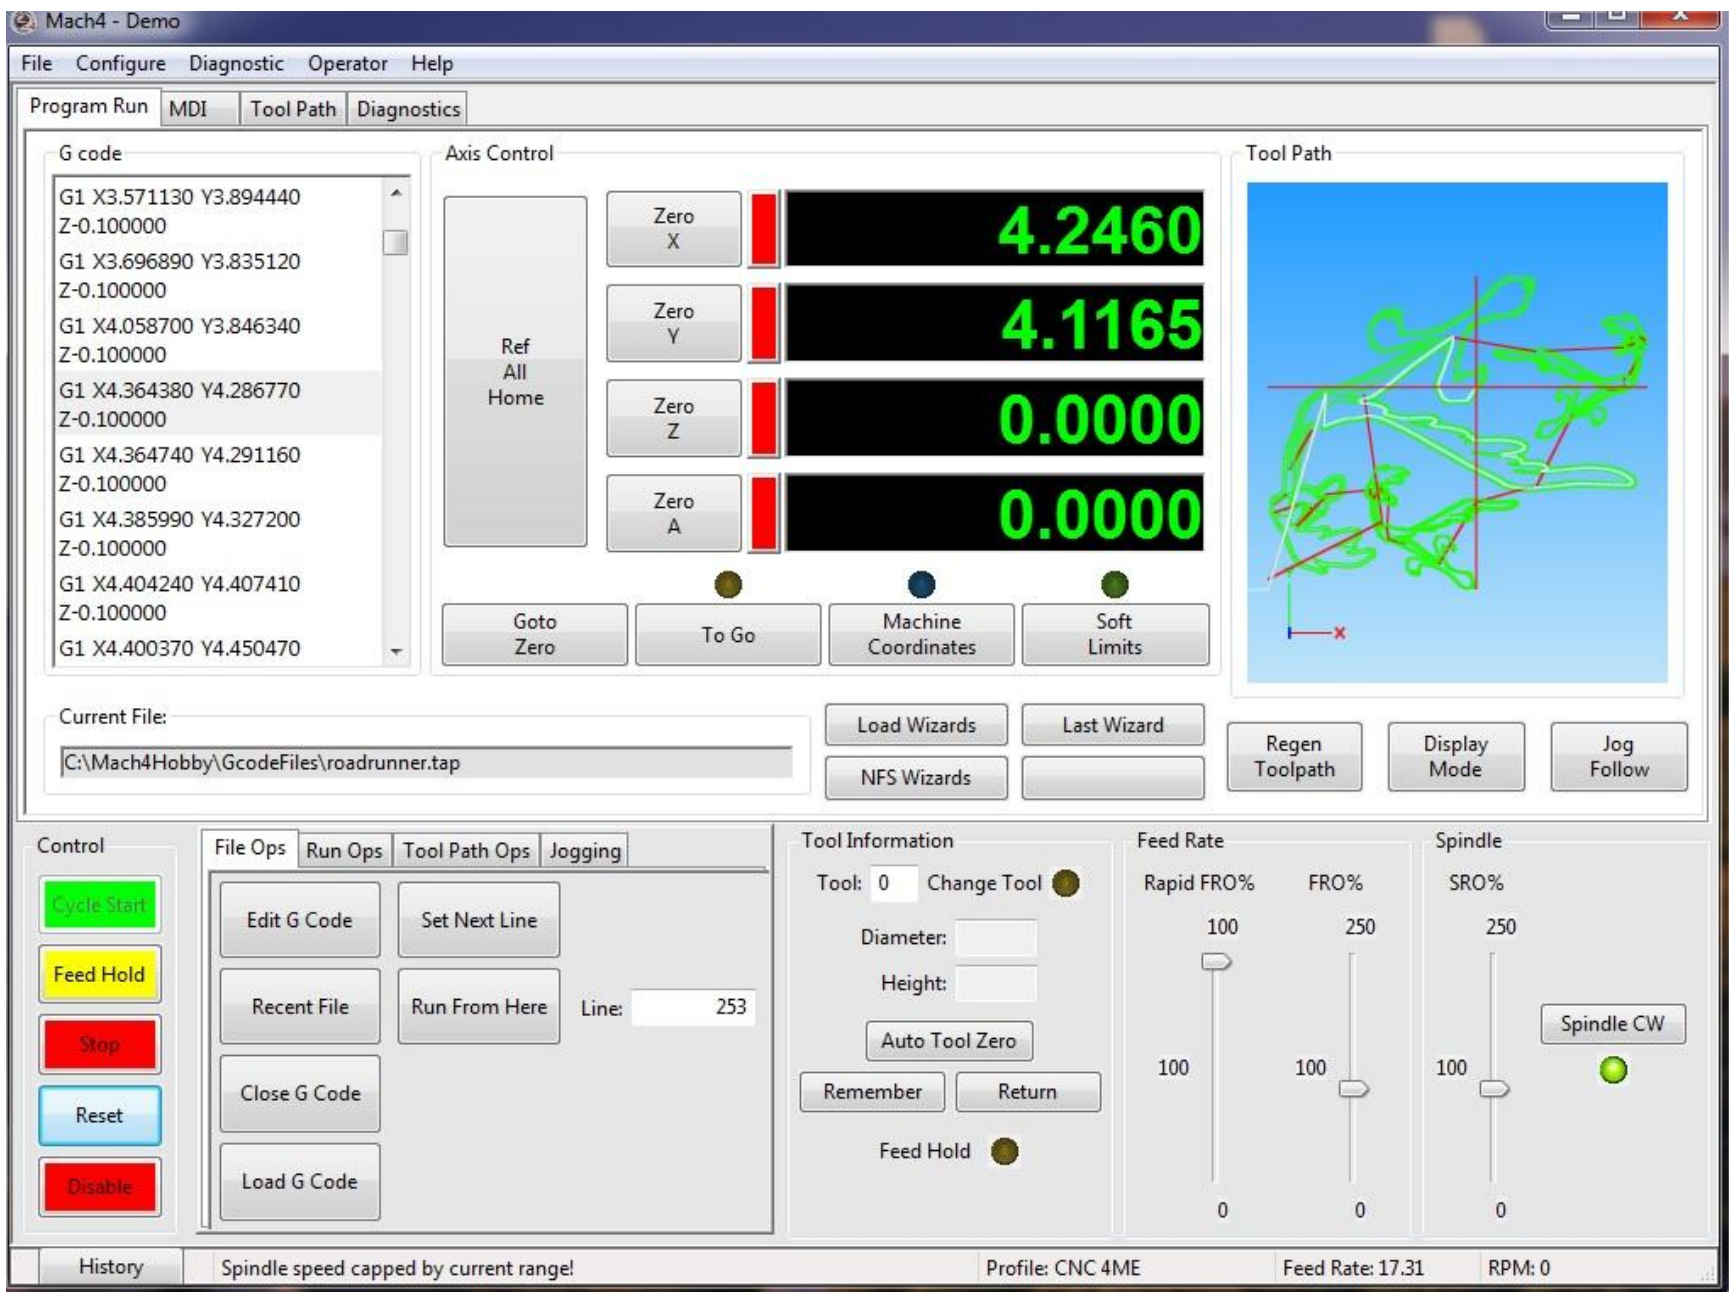 Mach4 - Demo
File Configure Diagnostic Operator Help
Program Run MDI Tool Path Diagnostics
G code
G1 X3.571130 Y3.894440
Z-0.100000
G1 X3.696890 Y3.835120
Z-0.100000
G1 X4.058700 Y3.846340
Z-0.100000
G1 X4.364380 Y4.286770
Z-0.100000
G1 X4.364740 Y4.291160
Z-0.100000
G1 X4.385990 Y4.327200
Z-0.100000
G1 X4.404240 Y4.407410
Z-0.100000
G1 X4.400370 Y4.450470
Axis Control
Ref
All
Home
Zero
X
4.2460
Zero
Y
4.1165
Zero
Z
0.0000
Zero
A
0.0000
Goto
Zero
To Go
Machine
Coordinates
Soft
Limits
Tool Path
X
Current File:
C:\Mach4Hobby\GcodeFiles\roadrunner.tap
Load Wizards
Last Wizard
NFS Wizards
Regen
Toolpath
Display
Mode
Jog
Follow
Control
Cycle Start
Feed Hold
Stop
Reset
Disable
File Ops Run Ops Tool Path Ops Jogging
Edit G Code
Set Next Line
Recent File
Run From Here
Line: 253
Close G Code
Load G Code
Tool Information
Tool: 0 Change Tool
Diameter:
Height:
Auto Tool Zero
Remember
Return
Feed Hold
Feed Rate
Rapid FRO% FRO%
100 250
100 100
0 0
Spindle
SRO%
250
100
0
Spindle CW
History
Spindle speed capped by current range!
Profile: CNC 4ME
Feed Rate: 17.31
RPM: 0